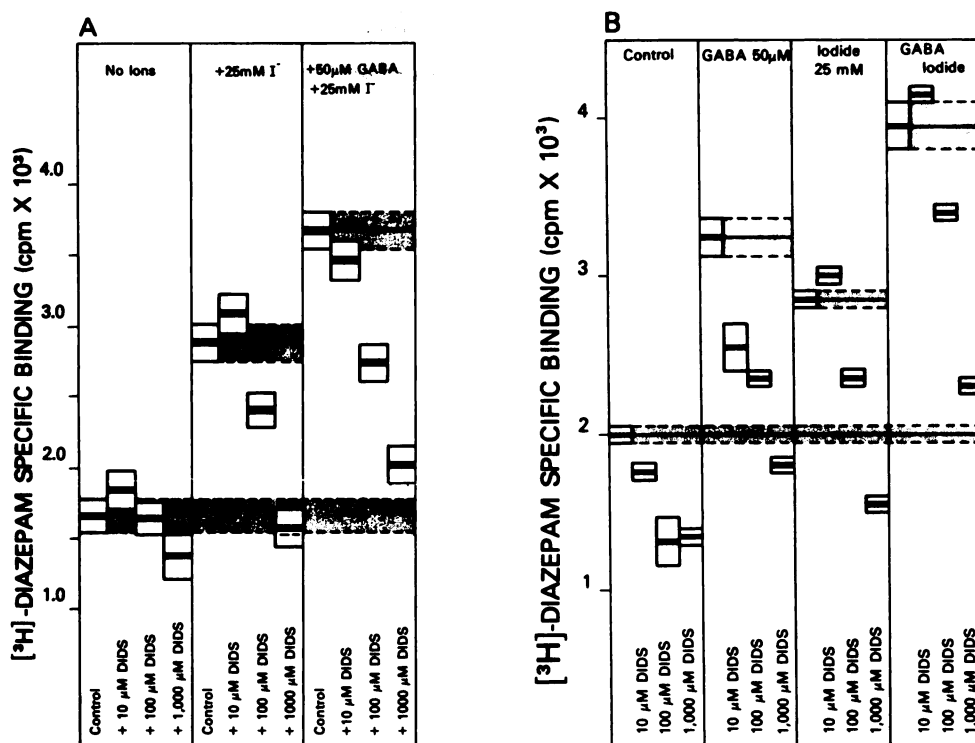 A
No Ions
+25mM I⁻
+50μM GABA
+25mM I⁻
[³H]-DIAZEPAM SPECIFIC BINDING (cpm X 10³)
4.0
3.0
2.0
1.0
Control
+ 10 μM DIDS
+ 100 μM DIDS
+ 1,000 μM DIDS
Control
+ 10 μM DIDS
+ 100 μM DIDS
+ 1000 μM DIDS
Control
+10 μM DIDS
+ 100 μM DIDS
+ 1000 μM DIDS
B
Control
GABA 50μM
Iodide
25 mM
GABA
Iodide
[³H]-DIAZEPAM SPECIFIC BINDING (cpm X 10³)
4
3
2
1
10 μM DIDS
100 μM DIDS
1,000 μM DIDS
10 μM DIDS
100 μM DIDS
1,000 μM DIDS
10 μM DIDS
100 μM DIDS
1,000 μM DIDS
10 μM DIDS
100 μM DIDS
1,000 μM DIDS